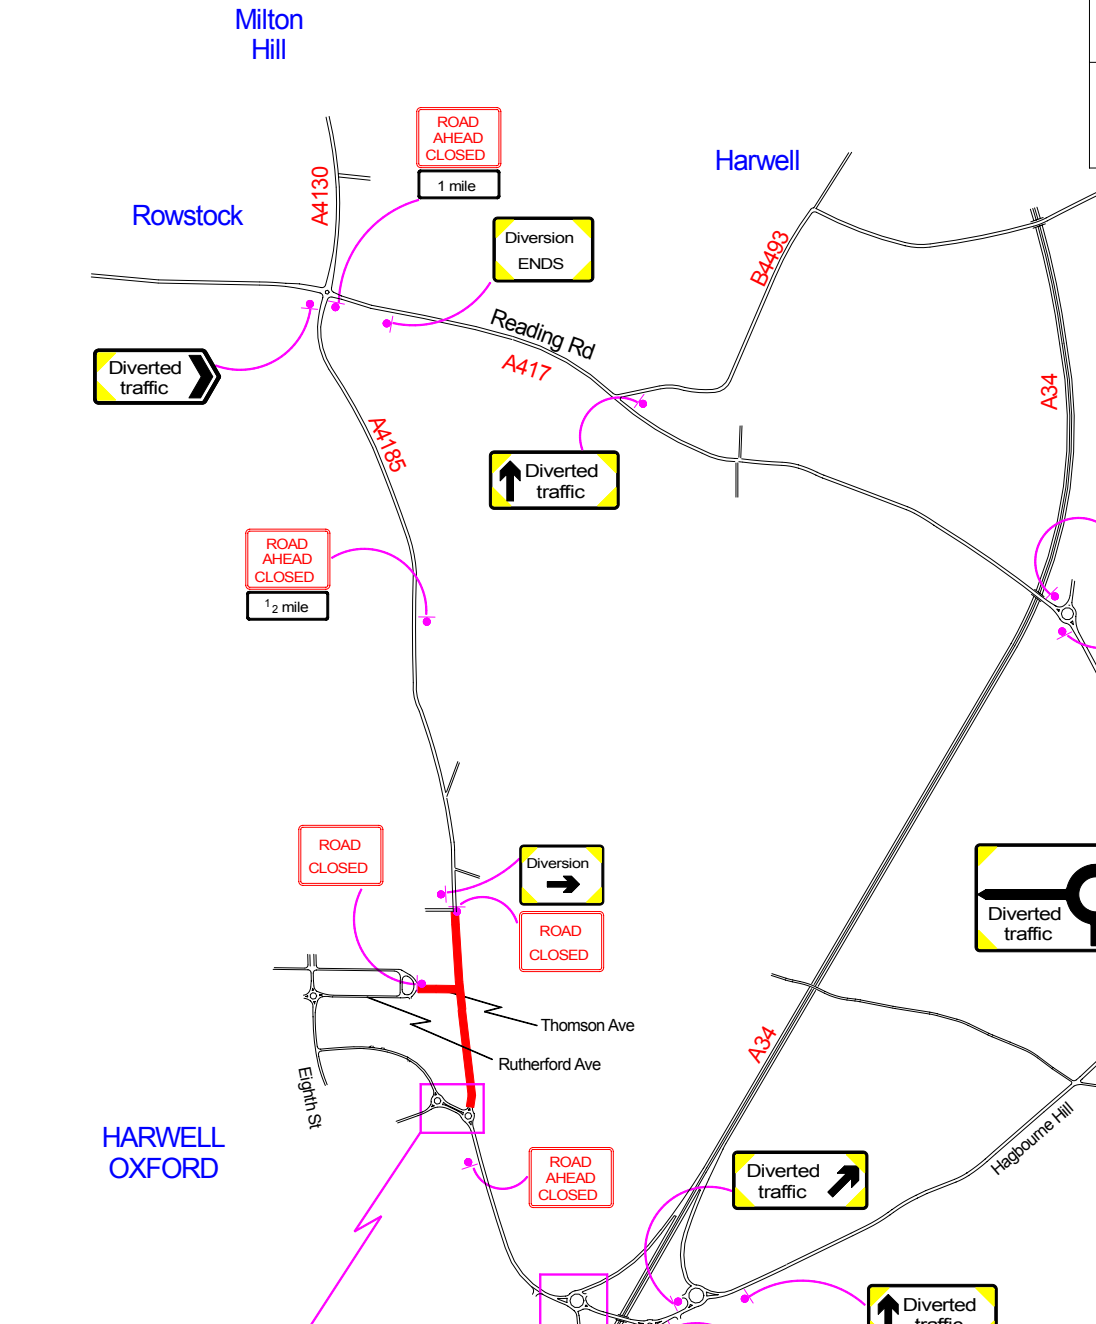 Milton
Hill
ROAD
AHEAD
CLOSED
1 mile
Harwell
A4130
Rowstock
Diversion
ENDS
B4493
Reading Rd
A417
Diverted
traffic
A34
A4185
Diverted
traffic
ROAD
AHEAD
CLOSED
1 2 mile
ROAD
CLOSED
Diversion
ROAD
CLOSED
Diverted
traffic
Thomson Ave
A34
Rutherford Ave
Eighth St
HARWELL
OXFORD
Hagbourne Hill
ROAD
AHEAD
CLOSED
Diverted
traffic
Diverted
traffic